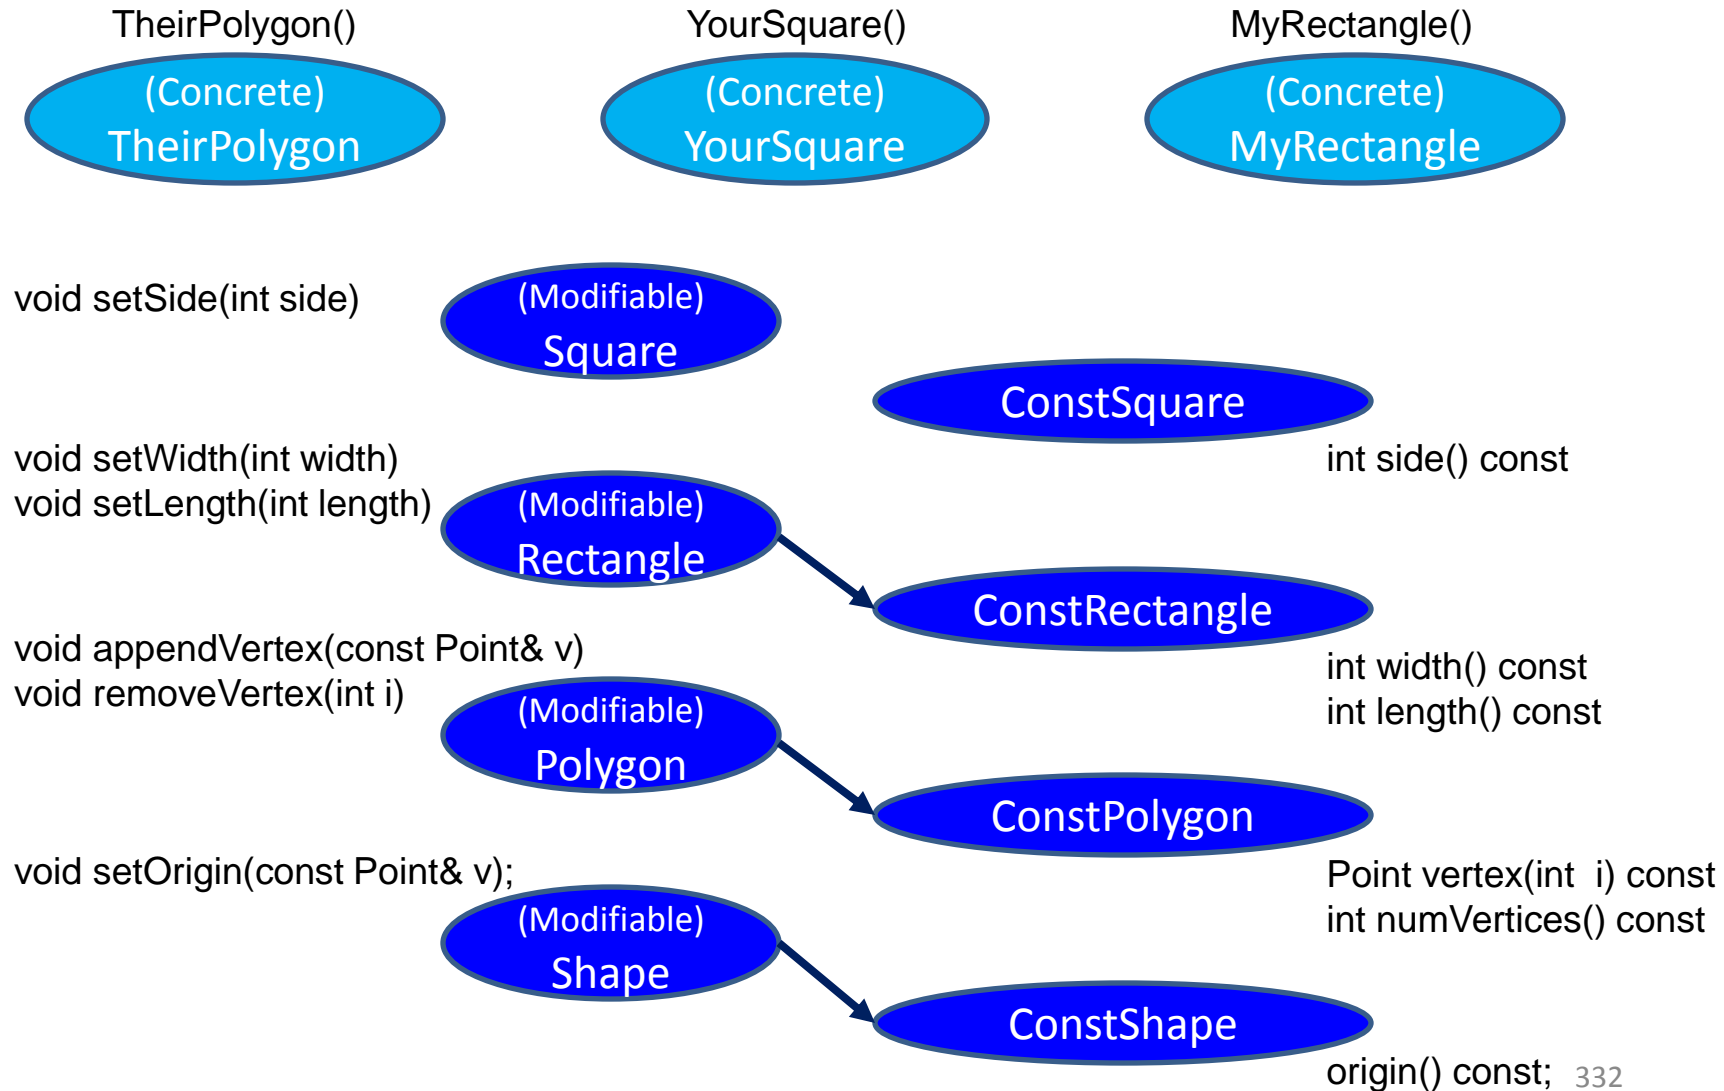 TheirPolygon()
YourSquare()
MyRectangle()
(Concrete)
TheirPolygon
(Concrete)
YourSquare
(Concrete)
MyRectangle
void setSide(int side)
(Modifiable)
Square
ConstSquare
int side() const
void setWidth(int width)
void setLength(int length)
(Modifiable)
Rectangle
ConstRectangle
int width() const
int length() const
void appendVertex(const Point& v)
void removeVertex(int i)
(Modifiable)
Polygon
ConstPolygon
Point vertex(int  i) const
int numVertices() const
void setOrigin(const Point& v);
(Modifiable)
Shape
ConstShape
origin() const;
332